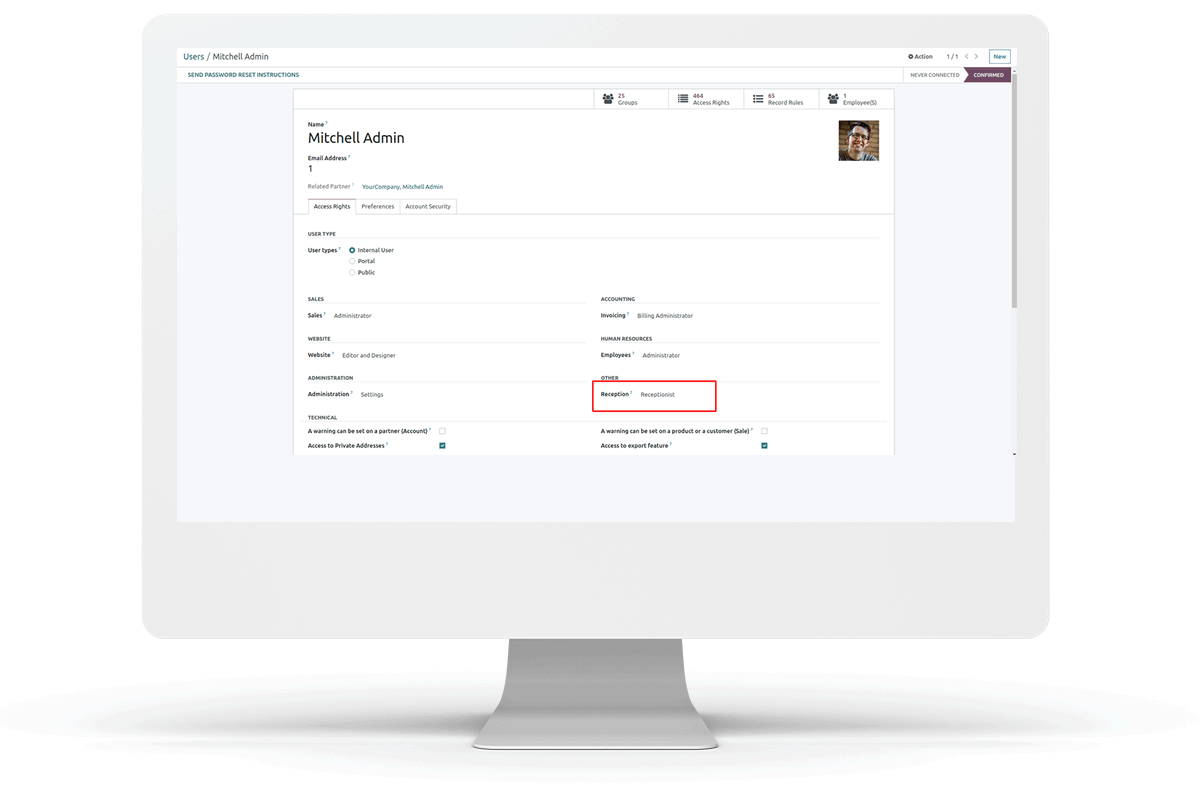 Users / Mitchell Admin
Action 1 / 1 New
SEND PASSWORD RESET INSTRUCTIONS
NEVER CONNECTED CONFIRMED
25 Groups
464 Access Rights
65 Record Rules
1 Employee(S)
Name ?
Mitchell Admin
Email Address ?
1
Related Partner ? YourCompany, Mitchell Admin
Access Rights Preferences Account Security
USER TYPE
User types ? Internal User
Portal
Public
SALES
Sales ? Administrator
ACCOUNTING
Invoicing ? Billing Administrator
WEBSITE
Website ? Editor and Designer
HUMAN RESOURCES
Employees ? Administrator
ADMINISTRATION
Administration ? Settings
OTHER
Reception ? Receptionist
TECHNICAL
A warning can be set on a partner (Account) ?
A warning can be set on a product or a customer (Sale) ?
Access to Private Addresses ?
Access to export feature ?